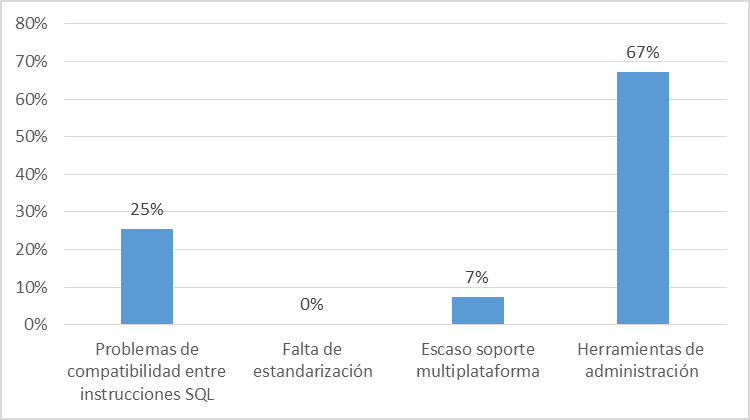 80%
70%
60%
50%
40%
30%
20%
10%
0%
25%
0%
7%
67%
Problemas de
compatibilidad entre
instrucciones SQL
Falta de
estandarización
Escaso soporte
multiplataforma
Herramientas de
administración